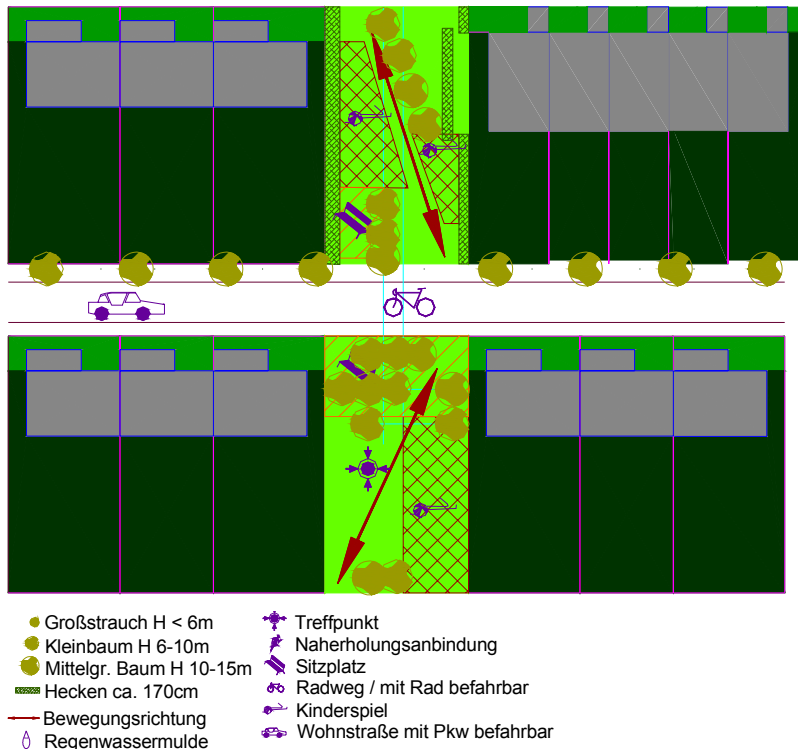 Großstrauch H < 6m
Kleinbaum H 6-10m
Mittelgr. Baum H 10-15m
Hecken ca. 170cm
Bewegungsrichtung
Regenwassermulde
Treffpunkt
Naherholungsanbindung
Sitzplatz
Radweg / mit Rad befahrbar
Kinderspiel
Wohnstraße mit Pkw befahrbar